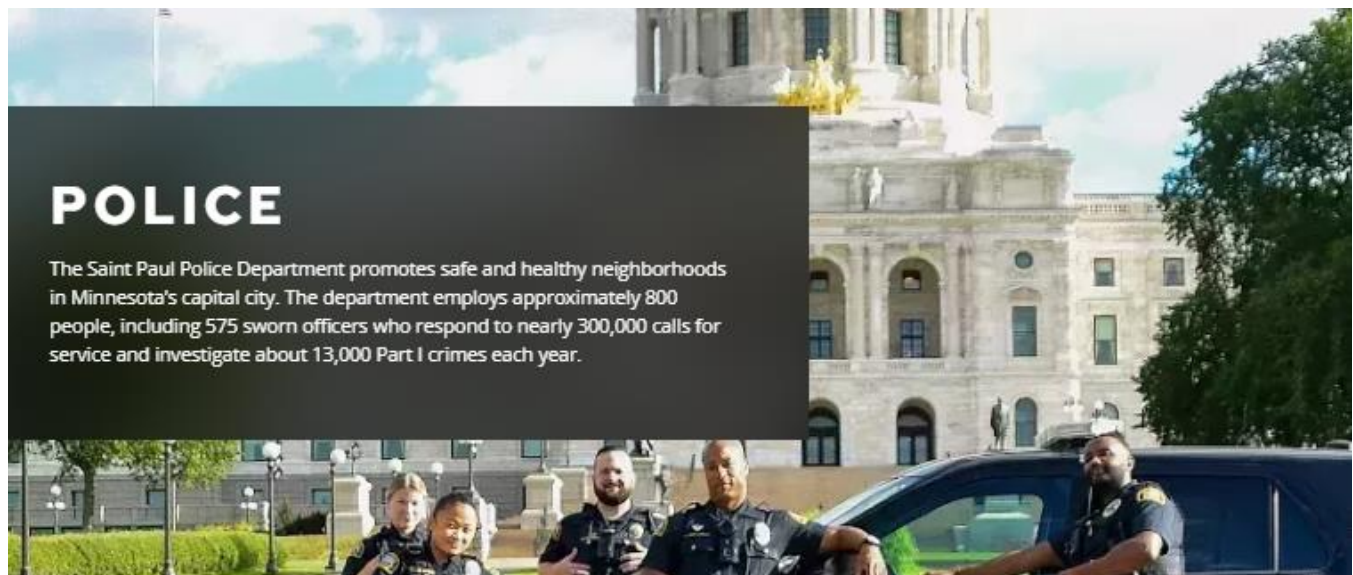 POLICE
The Saint Paul Police Department promotes safe and healthy neighborhoods
in Minnesota's capital city. The department employs approximately 800
people, including 575 sworn officers who respond to nearly 300,000 calls for
service and investigate about 13,000 Part I crimes each year.